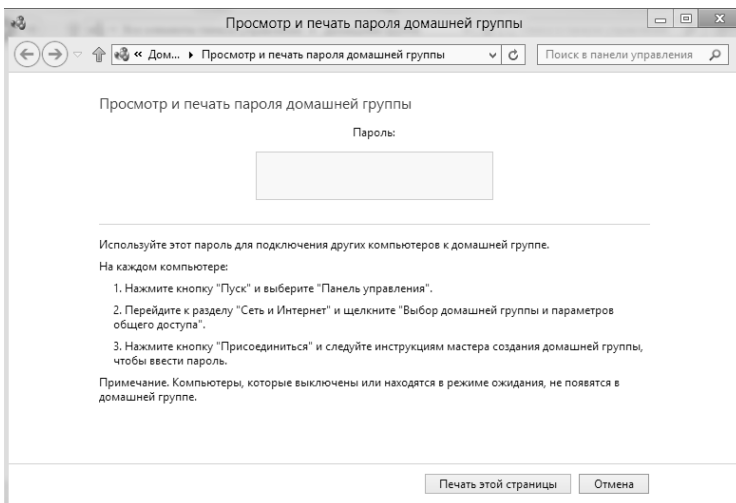 Просмотр и печать пароля домашней группы
« Дом... ▸ Просмотр и печать пароля домашней группы
Поиск в панели управления
Просмотр и печать пароля домашней группы
Пароль:
Используйте этот пароль для подключения других компьютеров к домашней группе.
На каждом компьютере:
1. Нажмите кнопку "Пуск" и выберите "Панель управления".
2. Перейдите к разделу "Сеть и Интернет" и щелкните "Выбор домашней группы и параметров
общего доступа".
3. Нажмите кнопку "Присоединиться" и следуйте инструкциям мастера создания домашней группы,
чтобы ввести пароль.
Примечание. Компьютеры, которые выключены или находятся в режиме ожидания, не появятся в
домашней группе.
Печать этой страницы
Отмена